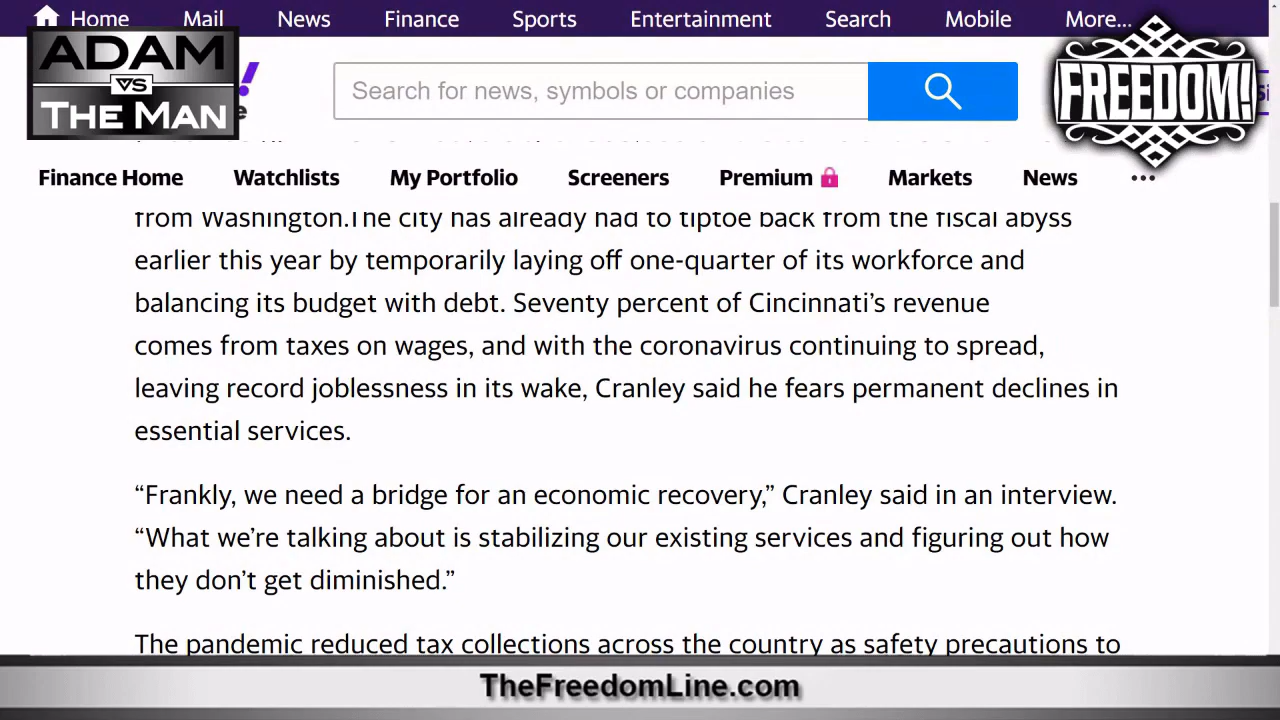 Home Mail News Finance Sports Entertainment Search Mobile More...
ADAM
VS
THE MAN
Search for news, symbols or companies
FREEDOM!
Finance Home Watchlists My Portfolio Screeners Premium Markets News
from Washington.The city has already had to tiptoe back from the fiscal abyss
earlier this year by temporarily laying off one-quarter of its workforce and
balancing its budget with debt. Seventy percent of Cincinnati’s revenue
comes from taxes on wages, and with the coronavirus continuing to spread,
leaving record joblessness in its wake, Cranley said he fears permanent declines in
essential services.
“Frankly, we need a bridge for an economic recovery,” Cranley said in an interview.
“What we’re talking about is stabilizing our existing services and figuring out how
they don’t get diminished.”
The pandemic reduced tax collections across the country as safety precautions to
TheFreedomLine.com